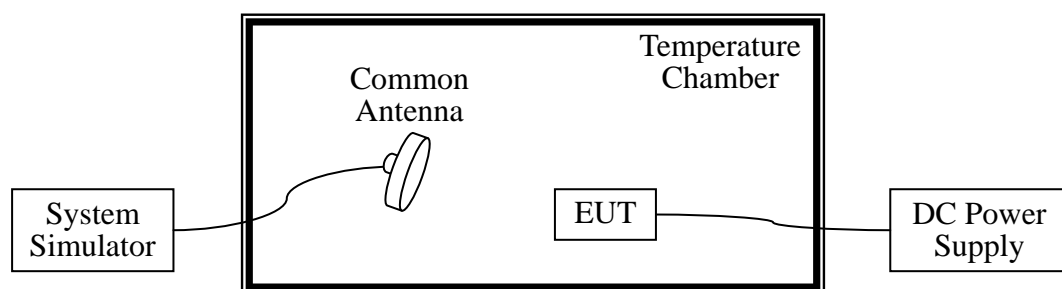 Temperature
Chamber
Common
Antenna
System
Simulator
EUT
DC Power
Supply